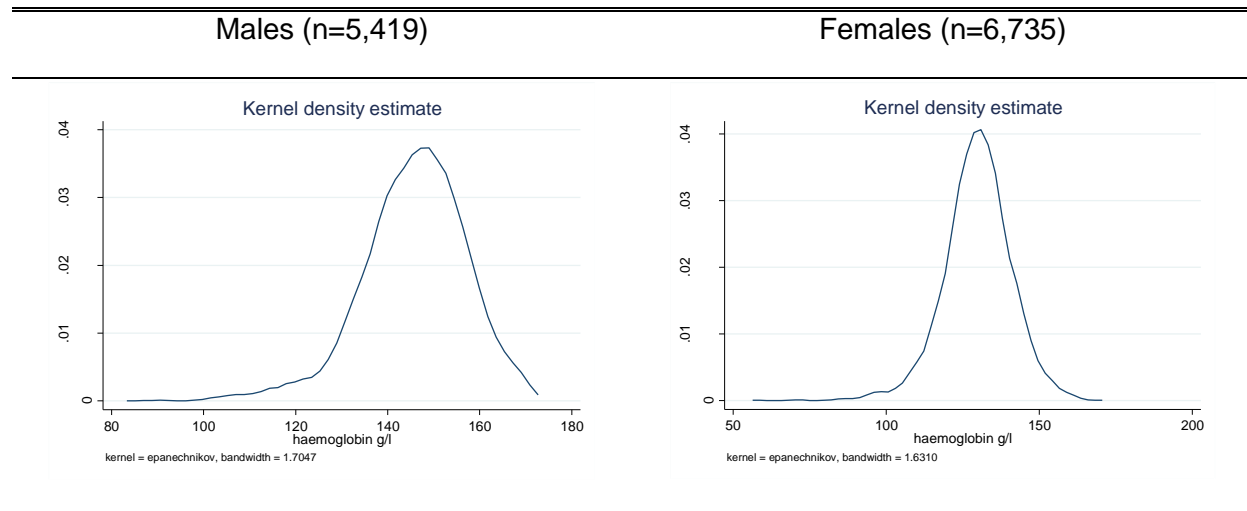 Males (n=5,419)
Females (n=6,735)
Kernel density estimate
.04
.03
.02
.01
0
80 100 120 140 160 180
haemoglobin g/l
kernel = epanechnikov, bandwidth = 1.7047
Kernel density estimate
.04
.03
.02
.01
0
50 100 150 200
haemoglobin g/l
kernel = epanechnikov, bandwidth = 1.6310